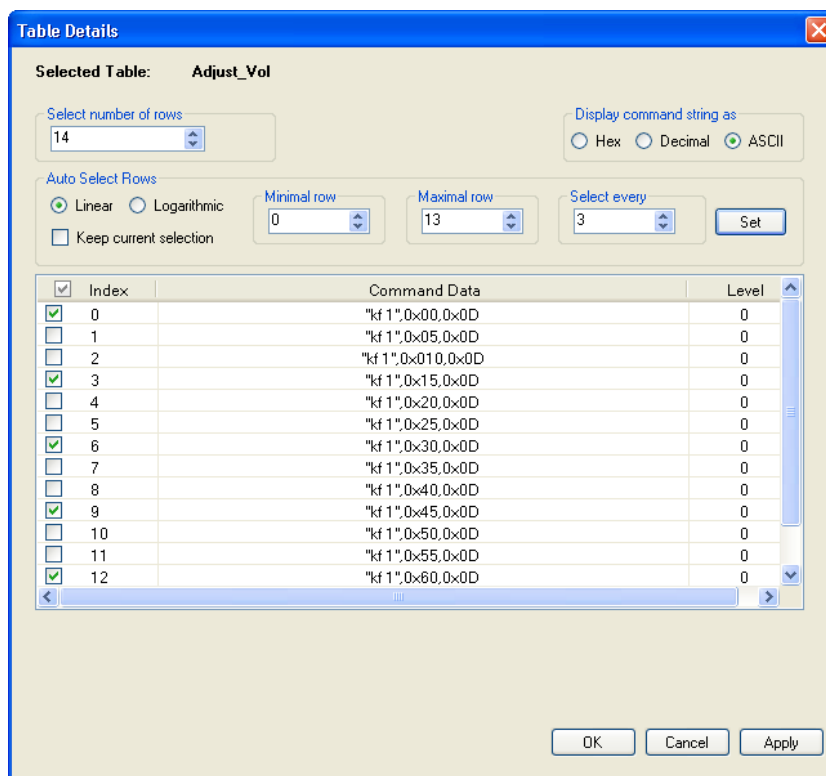 Table Details
Selected Table: Adjust_Vol
Select number of rows
14
Display command string as
Hex Decimal ASCII
Auto Select Rows
Linear Logarithmic
Keep current selection
Minimal row
0
Maximal row
13
Select every
3
Set
Index Command Data Level
0 "kf 1",0x00,0x0D 0
1 "kf 1",0x05,0x0D 0
2 "kf 1",0x010,0x0D 0
3 "kf 1",0x15,0x0D 0
4 "kf 1",0x20,0x0D 0
5 "kf 1",0x25,0x0D 0
6 "kf 1",0x30,0x0D 0
7 "kf 1",0x35,0x0D 0
8 "kf 1",0x40,0x0D 0
9 "kf 1",0x45,0x0D 0
10 "kf 1",0x50,0x0D 0
11 "kf 1",0x55,0x0D 0
12 "kf 1",0x60,0x0D 0
OK Cancel Apply